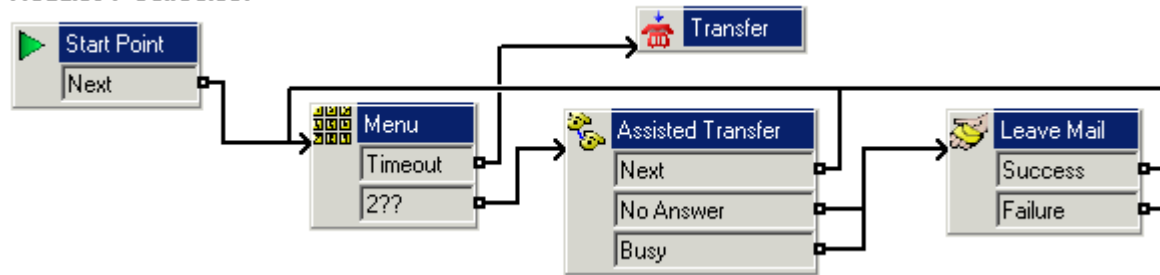 Start Point
Next
Transfer
Menu
Timeout
2??
Assisted Transfer
Next
No Answer
Busy
Leave Mail
Success
Failure